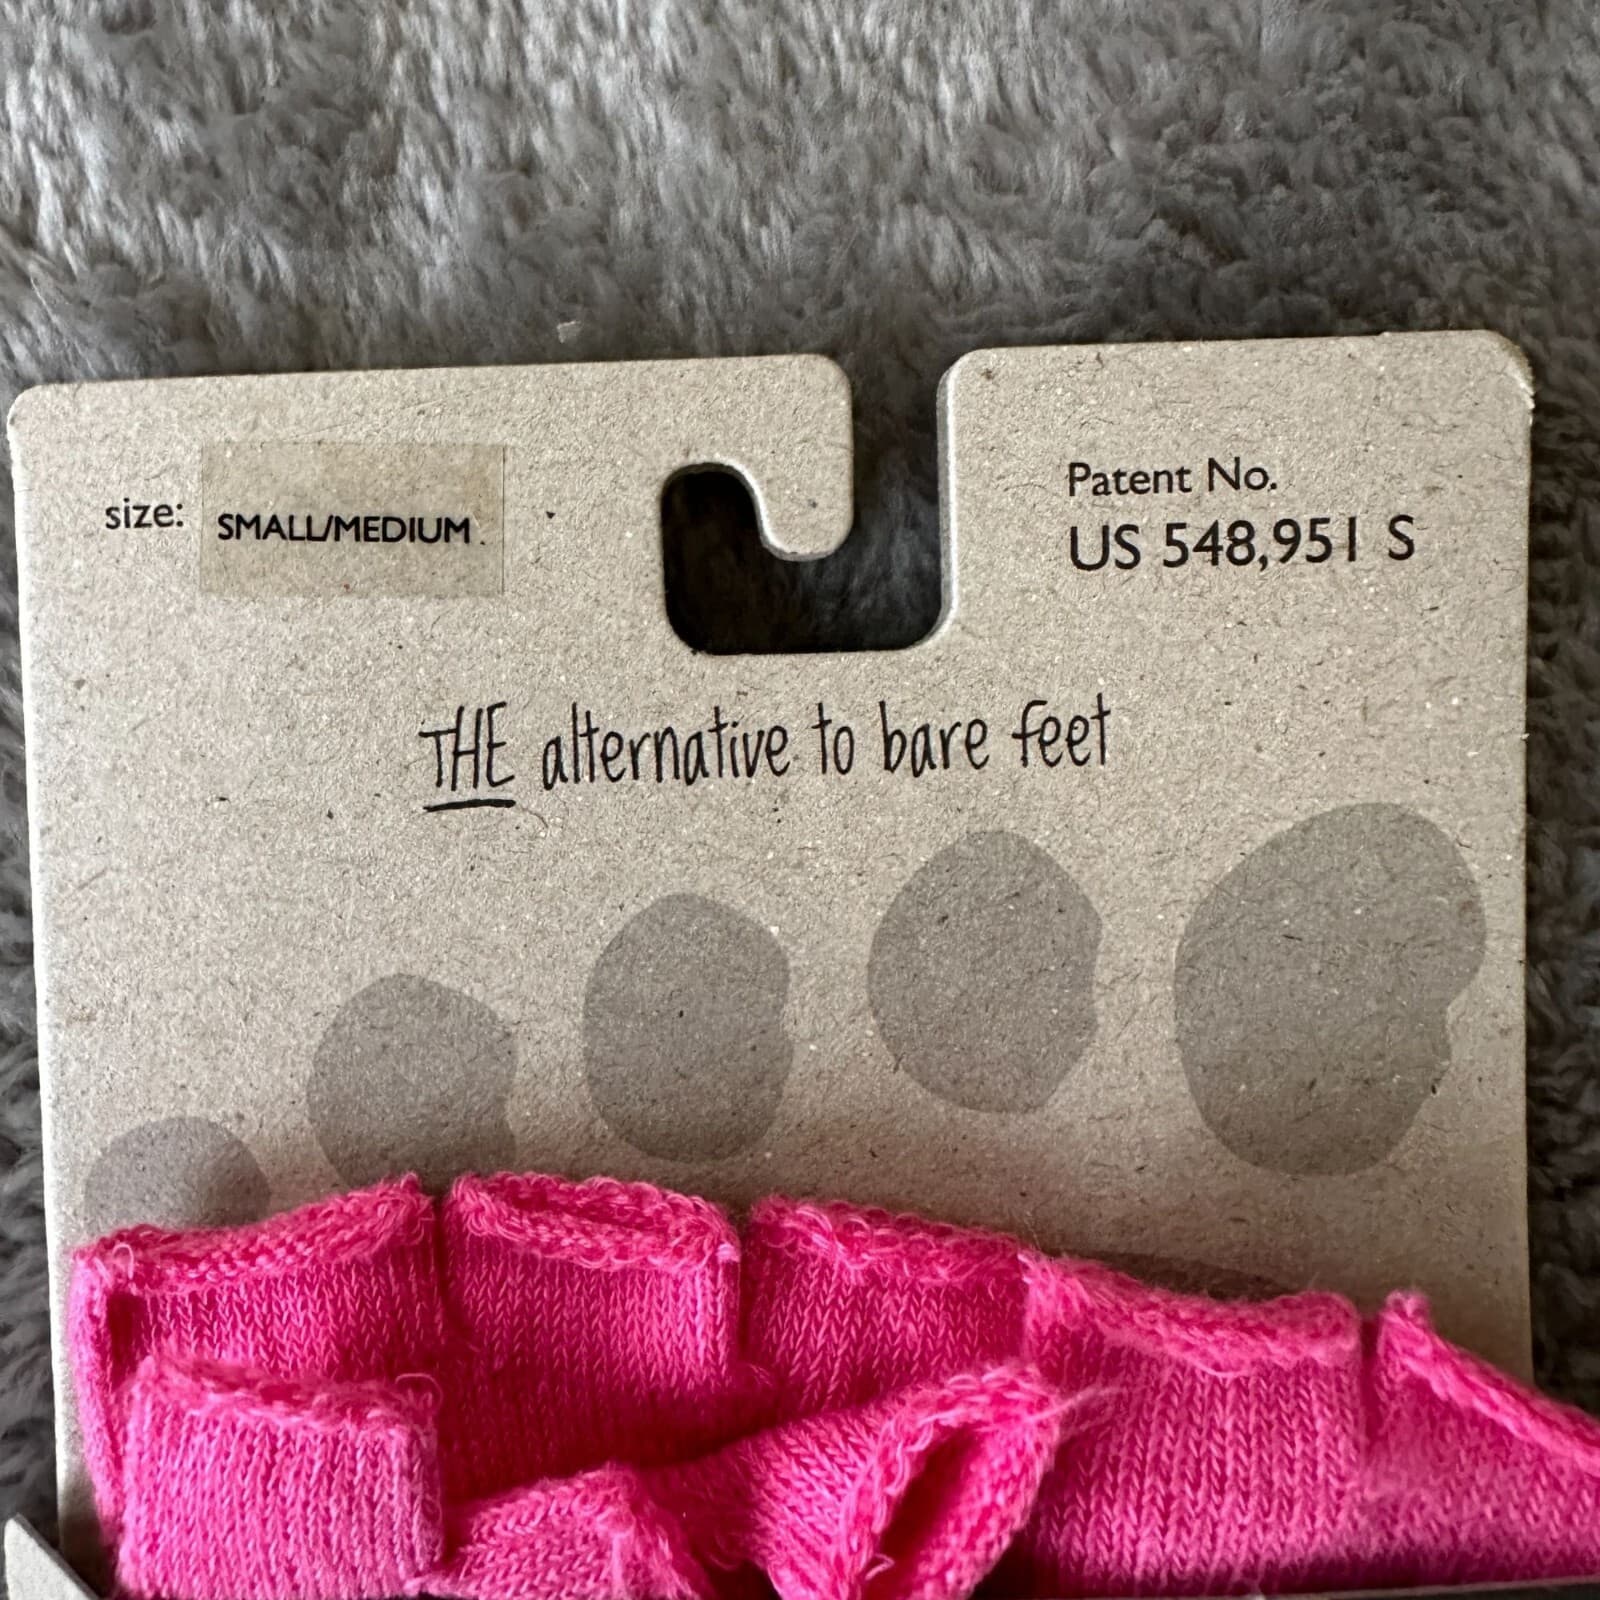 size: SMALL/MEDIUM
Patent No.
US 548,951 S
THE alternative to bare feet